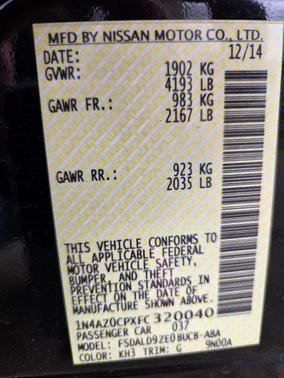 MFD BY NISSAN MOTOR CO., LTD.
DATE: 12/14
GVWR: 1902 KG
4193 LB
GAWR FR.: 983 KG
2167 LB
GAWR RR.: 923 KG
2035 LB
THIS VEHICLE CONFORMS TO
ALL APPLICABLE FEDERAL
MOTOR VEHICLE SAFETY,
BUMPER, AND THEFT
PREVENTION STANDARDS IN
EFFECT ON THE DATE OF
MANUFACTURE SHOWN ABOVE.
1N4AZ0CPXFC 320040
PASSENGER CAR 037
MODEL: FSDALD9ZE0BUCB-ABA
COLOR: KH3 TRIM: G 9N00A